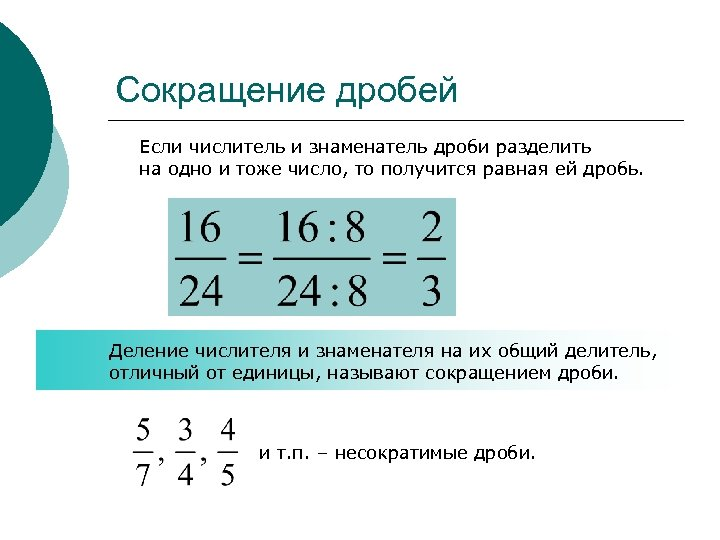 Сокращение дробей
Если числитель и знаменатель дроби разделить
на одно и тоже число, то получится равная ей дробь.
16/24 = 16 : 8/24 : 8 = 2/3
Деление числителя и знаменателя на их общий делитель,
отличный от единицы, называют сокращением дроби.
5/7, 3/4, 4/5 и т.п. – несократимые дроби.